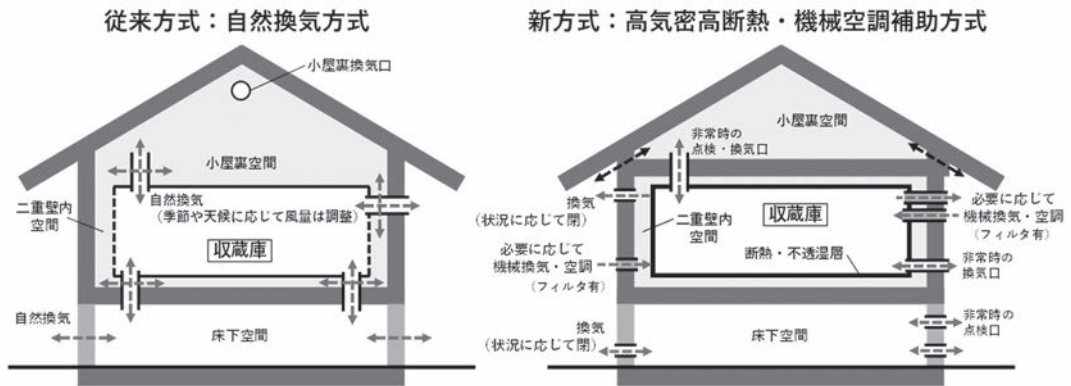 従来方式：自然換気方式
小屋裏換気口
小屋裏空間
自然換気
（季節や天候に応じて風量は調整）
二重壁内
空間
収蔵庫
自然換気
床下空間
新方式：高気密高断熱・機械空調補助方式
小屋裏空間
非常時の
点検・換気口
換気
（状況に応じて閉）
二重壁内
空間
収蔵庫
必要に応じて
機械換気・空調
（フィルタ有）
必要に応じて
機械換気・空調
（フィルタ有）
断熱・不透湿層
非常時の
換気口
換気
（状況に応じて閉）
床下空間
非常時の
点検口